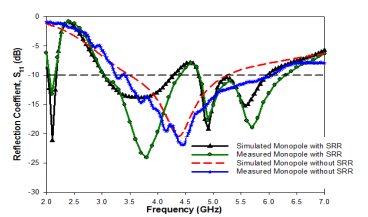 Reflection Coefficient, S11 (dB)
0
-5
-10
-15
-20
-25
-30
Simulated Monopole with SRR
Measured Monopole with SRR
Simulated Monopole without SRR
Measured Monopole without SRR
2.0 2.5 3.0 3.5 4.0 4.5 5.0 5.5 6.0 6.5 7.0
Frequency (GHz)